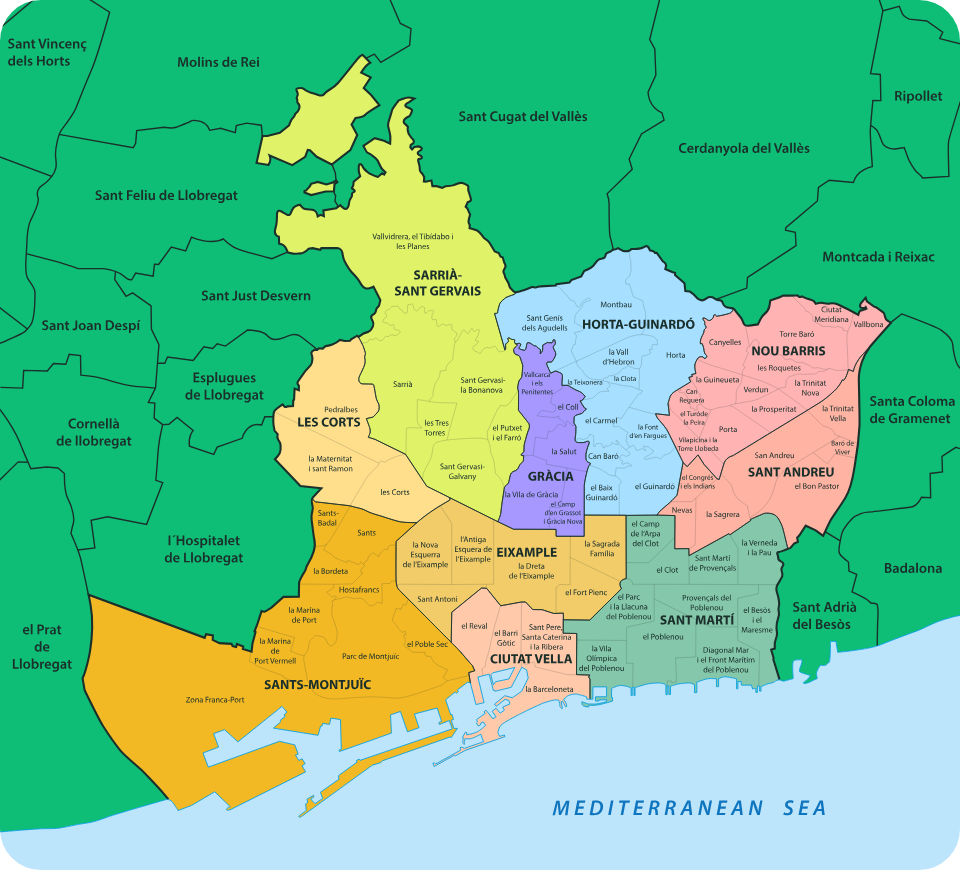 Sant Vincenç
dels Horts
Molins de Rei
Sant Cugat del Vallès
Ripollet
Cerdanyola del Vallès
Sant Feliu de Llobregat
Vallvidrera, el Tibidabo i
les Planes
Montcada i Reixac
SARRIÀ-
SANT GERVAIS
Sant Just Desvern
Sant Joan Despí
Montbau
Sant Genís
dels Agudells
HORTA-GUINARDÓ
Ciutat
Meridiana
Vallbona
Torre Baró
Canyelles
NOU BARRIS
la Vall
d'Hebron
Horta
les Roquetes
Esplugues
de Llobregat
Sarrià
Sant Gervasi-
la Bonanova
Vallcarca
i els
Penitentes
la Teixonera
la Clota
la Guineueta
Verdun
la Trinitat
Nova
Can
Reguera
Santa Coloma
de Gramenet
Cornellà
de llobregat
Pedralbes
LES CORTS
les Tres
Torres
el Putxet
i el Farró
el Coll
el Carmel
la Font
d'en Fargues
el Turóde
la Peira
la Prosperitat
la Trinitat
Vella
Porta
Vilapicina i la
Torre Llobeda
Baró de
Viver
la Maternitat
i sant Ramon
Sant Gervasi-
Galvany
la Salut
Can Baró
San Andreu
SANT ANDREU
les Corts
GRÀCIA
la Vila de Gràcia
el Baix
Guinardó
el Guinardó
el Congrés
i els Indians
el Bon Pastor
el Camp
d'en Grassot
i Gràcia Nova
Sants-
Badal
Sants
Nevas
la Sagrera
l´Hospitalet
de Llobregat
la Nova
Esquerra
de l'Eixample
l'Antiga
Esquerra de
l'Eixample
EIXAMPLE
la Dreta
de l'Eixample
la Sagrada
Família
el Camp
de l'Arpa
del Clot
el Clot
Sant Martí
de Provençals
la Verneda
i la Pau
Badalona
la Bordeta
Hostafrancs
Sant Antoni
el Fort Pienc
el Parc
i la Llacuna
del Poblenou
Provençals del
Poblenou
SANT MARTÍ
el Besòs
i el
Maresme
Sant Adrià
del Besòs
la Marina
de Port
el Reval
el Barri
Gòtic
Sant Pere,
Santa Caterina
i la Ribera
el Poblenou
el Prat
de
Llobregat
la Marina
de
Port Vermell
Parc de Montjuïc
el Poble Sec
CIUTAT VELLA
la Vila
Olímpica
del Poblenou
Diagonal Mar
i el Front Marítim
del Poblenou
SANTS-MONTJUÏC
la Barceloneta
Zona Franca-Port
MEDITERRANEAN SEA